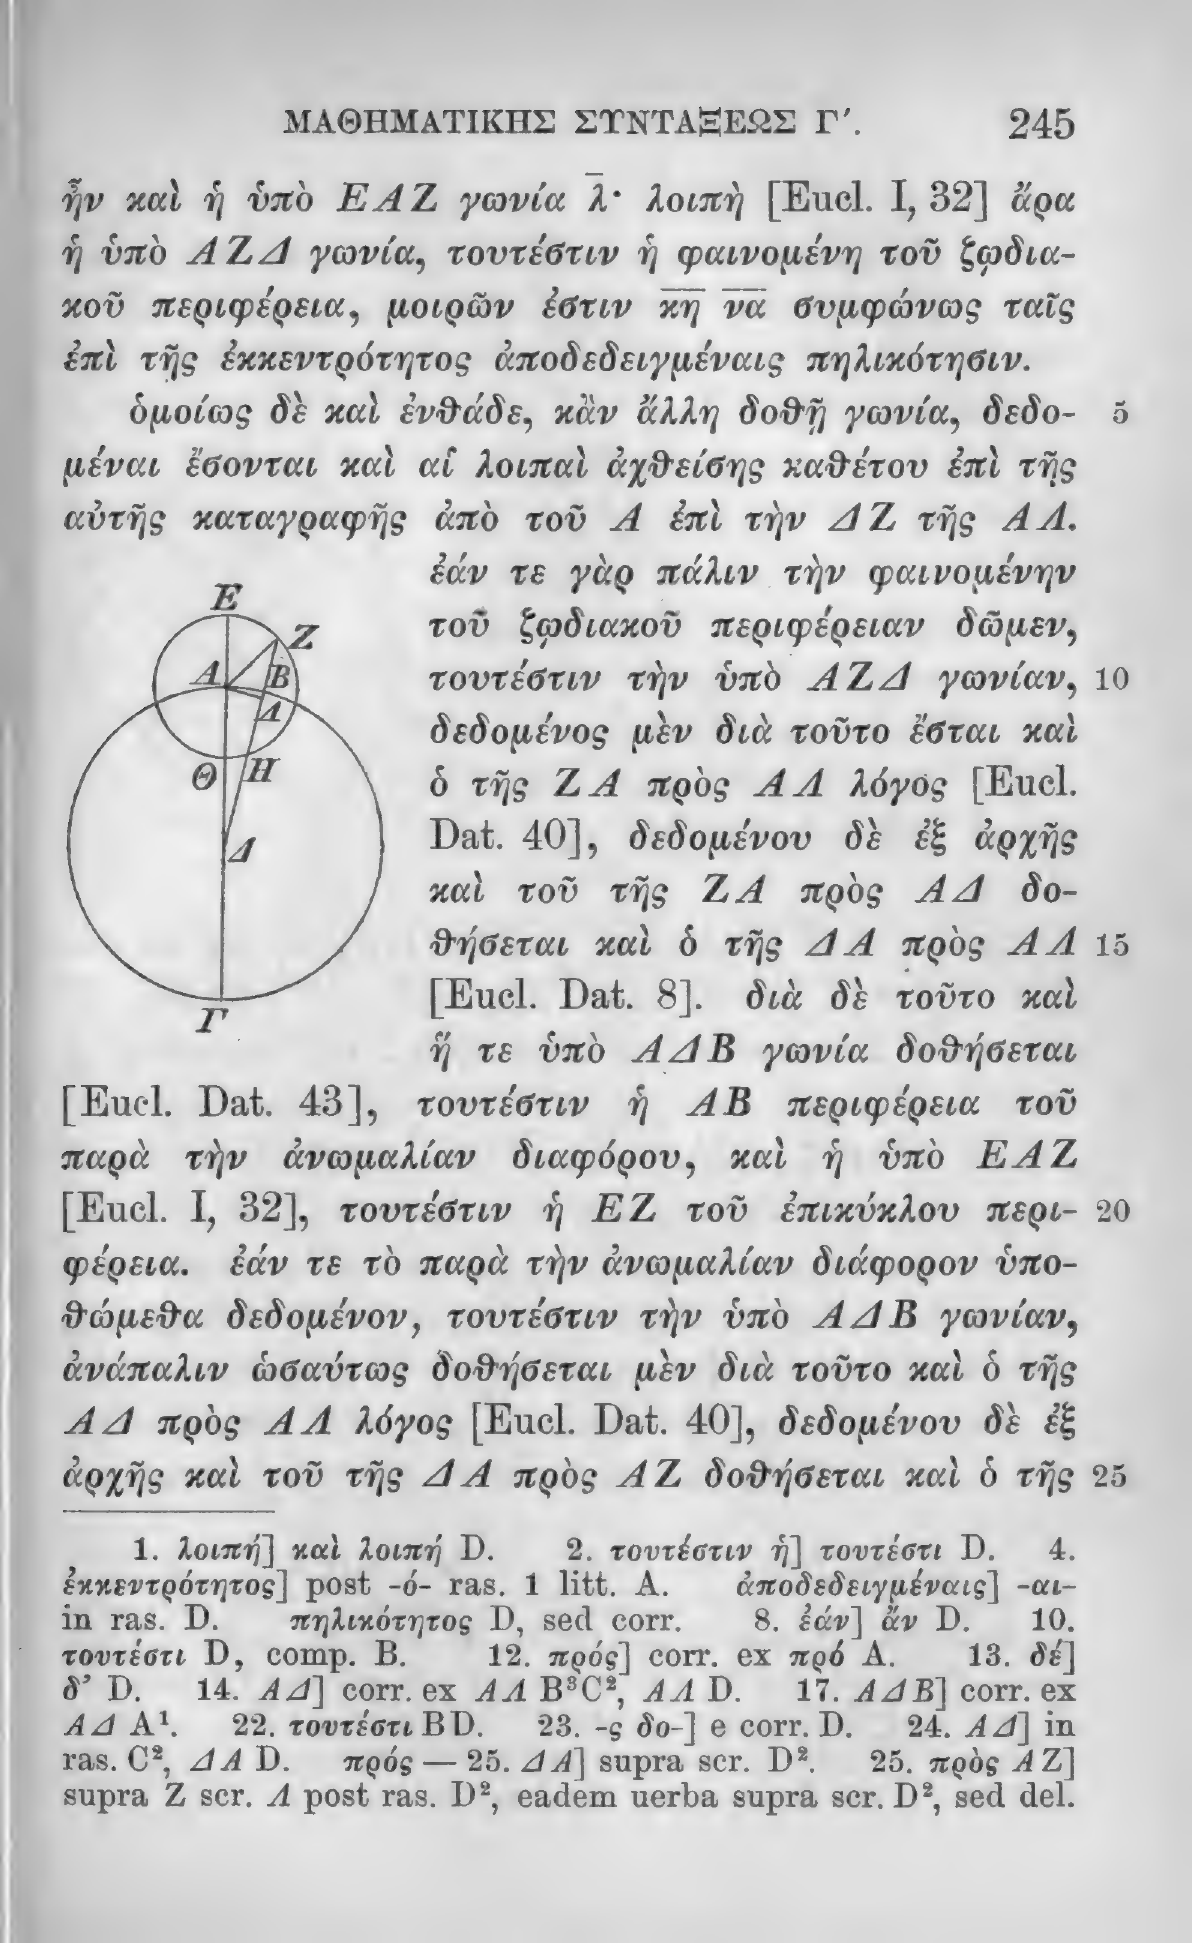 ΜΑΘΗΜΑΤΙΚΗΣ ΣΥΝΤΑΞΕΩΣ Γ′. 245
ἦν καὶ ἡ ὑπὸ ΕΑΖ γωνία λ̅· λοιπὴ [Eucl. I, 32] ἄρα
ἡ ὑπὸ ΑΖΔ γωνία, τουτέστιν ἡ φαινομένη τοῦ ζῳδια-
κοῦ περιφέρεια, μοιρῶν ἐστιν κ̅η̅ ν̅α̅ συμφώνως ταῖς
ἐπὶ τῆς ἐκκεντρότητος ἀποδεδειγμέναις πηλικότησιν.
ὁμοίως δὲ καὶ ἐνθάδε, κἂν ἄλλη δοθῇ γωνία, δεδο- 5
μέναι ἔσονται καὶ αἱ λοιπαὶ ἀχθείσης καθέτου ἐπὶ τῆς
αὐτῆς καταγραφῆς ἀπὸ τοῦ Α ἐπὶ τὴν ΔΖ τῆς ΑΛ.
ἐάν τε γὰρ πάλιν τὴν φαινομένην
τοῦ ζῳδιακοῦ περιφέρειαν δῶμεν,
τουτέστιν τὴν ὑπὸ ΑΖΔ γωνίαν, 10
δεδομένος μὲν διὰ τοῦτο ἔσται καὶ
ὁ τῆς ΖΑ πρὸς ΑΛ λόγος [Eucl.
Dat. 40], δεδομένου δὲ ἐξ ἀρχῆς
καὶ τοῦ τῆς ΖΑ πρὸς ΑΔ δο-
θήσεται καὶ ὁ τῆς ΔΑ πρὸς ΑΛ 15
[Eucl. Dat. 8]. διὰ δὲ τοῦτο καὶ
ἥ τε ὑπὸ ΑΔΒ γωνία δοθήσεται
Ε
Ζ
Α
Β
Λ
Θ
Η
Δ
Γ
[Eucl. Dat. 43], τουτέστιν ἡ ΑΒ περιφέρεια τοῦ
παρὰ τὴν ἀνωμαλίαν διαφόρου, καὶ ἡ ὑπὸ ΕΑΖ
[Eucl. I, 32], τουτέστιν ἡ ΕΖ τοῦ ἐπικύκλου περι- 20
φέρεια. ἐάν τε τὸ παρὰ τὴν ἀνωμαλίαν διάφορον ὑπο-
θώμεθα δεδομένον, τουτέστιν τὴν ὑπὸ ΑΔΒ γωνίαν,
ἀνάπαλιν ὡσαύτως δοθήσεται μὲν διὰ τοῦτο καὶ ὁ τῆς
ΑΔ πρὸς ΑΛ λόγος [Eucl. Dat. 40], δεδομένου δὲ ἐξ
ἀρχῆς καὶ τοῦ τῆς ΔΑ πρὸς ΑΖ δοθήσεται καὶ ὁ τῆς 25
1. λοιπή] καὶ λοιπή D. 2. τουτέστιν ἡ] τουτέστι D. 4.
ἐκκεντρότητος] post -ό- ras. 1 litt. A. ἀποδεδειγμέναις] -αι-
in ras. D. πηλικότητος D, sed corr. 8. ἐάν] ἄν D. 10.
τουτέστι D, comp. B. 12. πρός] corr. ex πρό A. 13. δέ]
δ’ D. 14. ΑΔ] corr. ex ΑΛ B³C², ΑΛ D. 17. ΑΔΒ] corr. ex
ΑΔ A¹. 22. τουτέστι BD. 23. -ς δο-] e corr. D. 24. ΑΔ] in
ras. C², ΔΑ D. πρός — 25. ΔΑ] supra scr. D². 25. πρὸς ΑΖ]
supra Z scr. Λ post ras. D², eadem uerba supra scr. D², sed del.